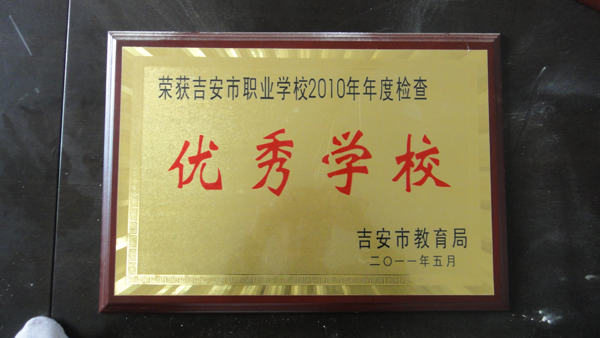 荣获吉安市职业学校2010年年度检查
优秀学校
吉安市教育局
二〇一一年五月